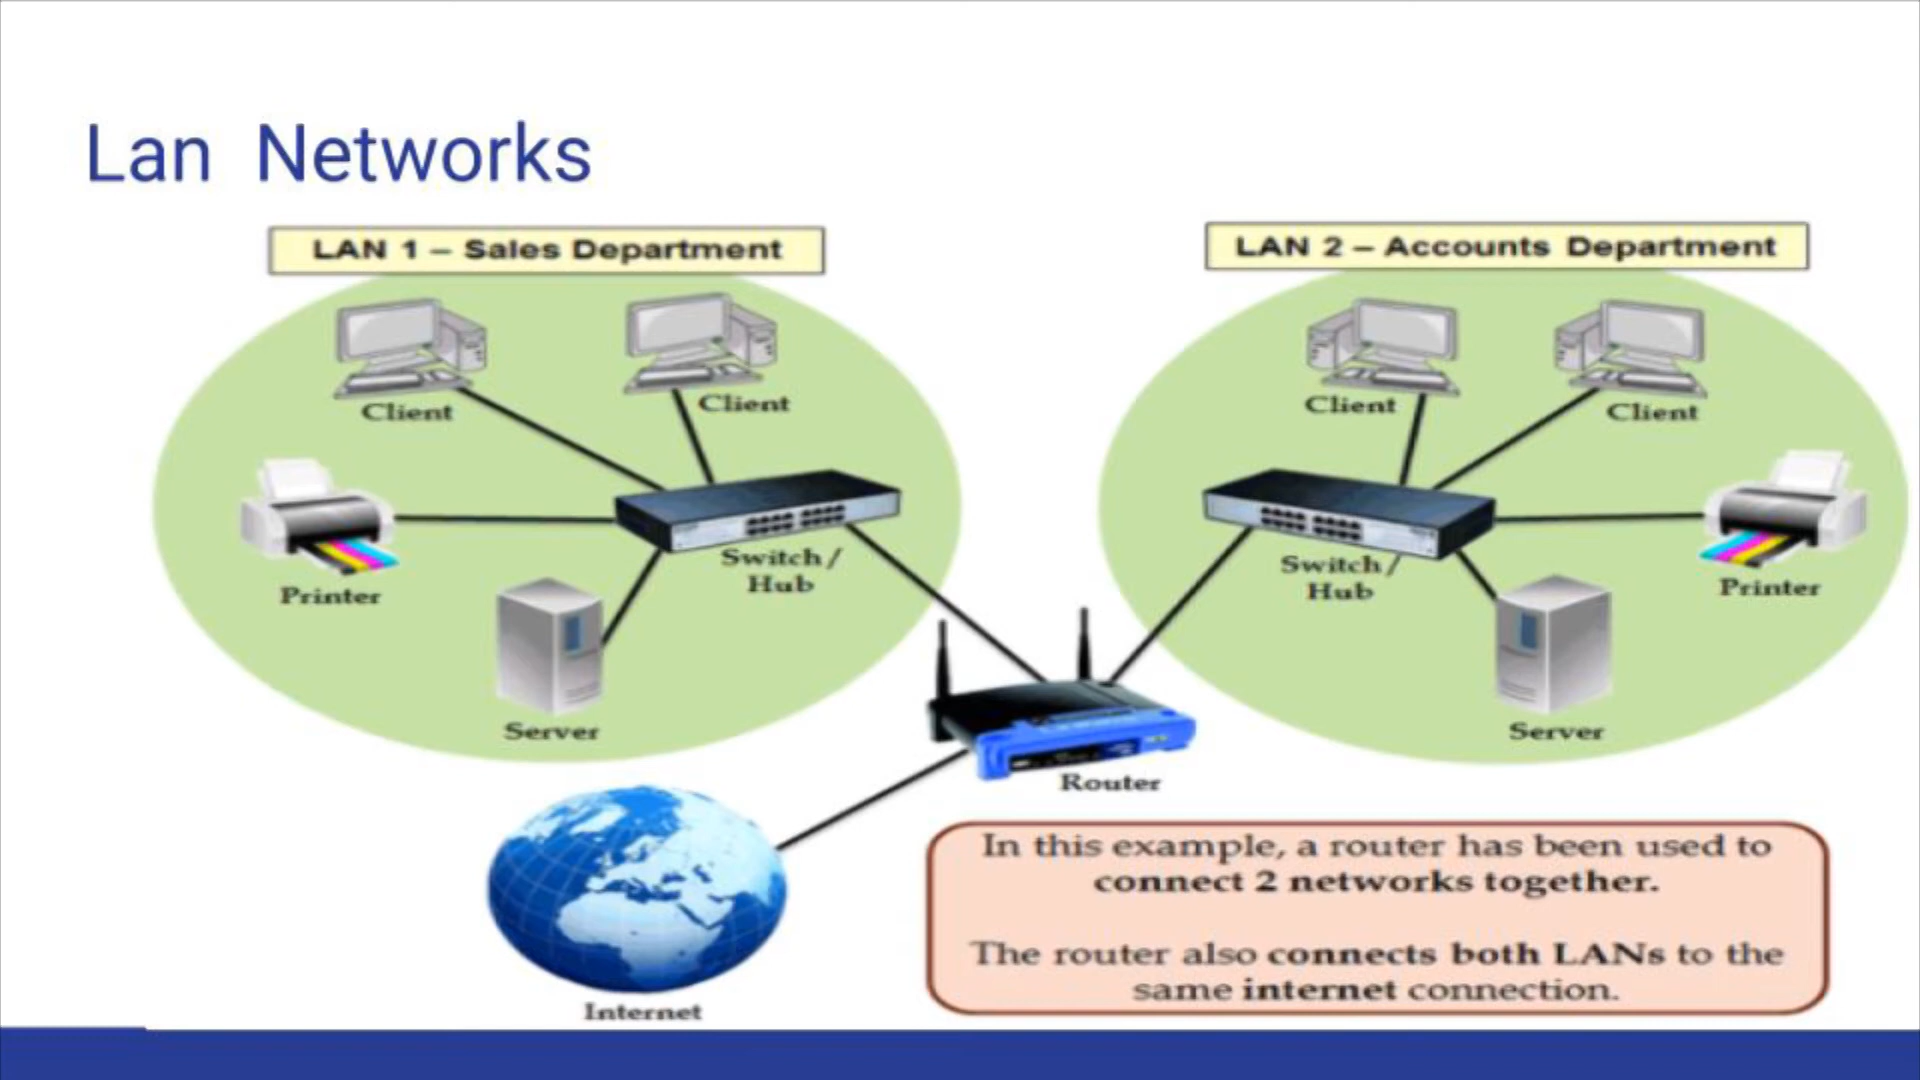 Lan Networks
LAN 1 – Sales Department
LAN 2 – Accounts Department
Client
Client
Client
Client
Switch/
Hub
Switch/
Hub
Printer
Printer
Server
Server
Router
Internet
In this example, a router has been used to
connect 2 networks together.
The router also connects both LANs to the
same internet connection.